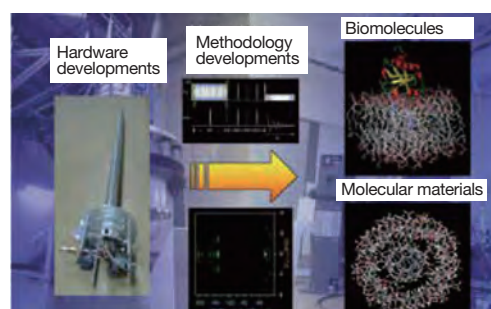 Hardware
developments
Methodology
developments
Biomolecules
Molecular materials